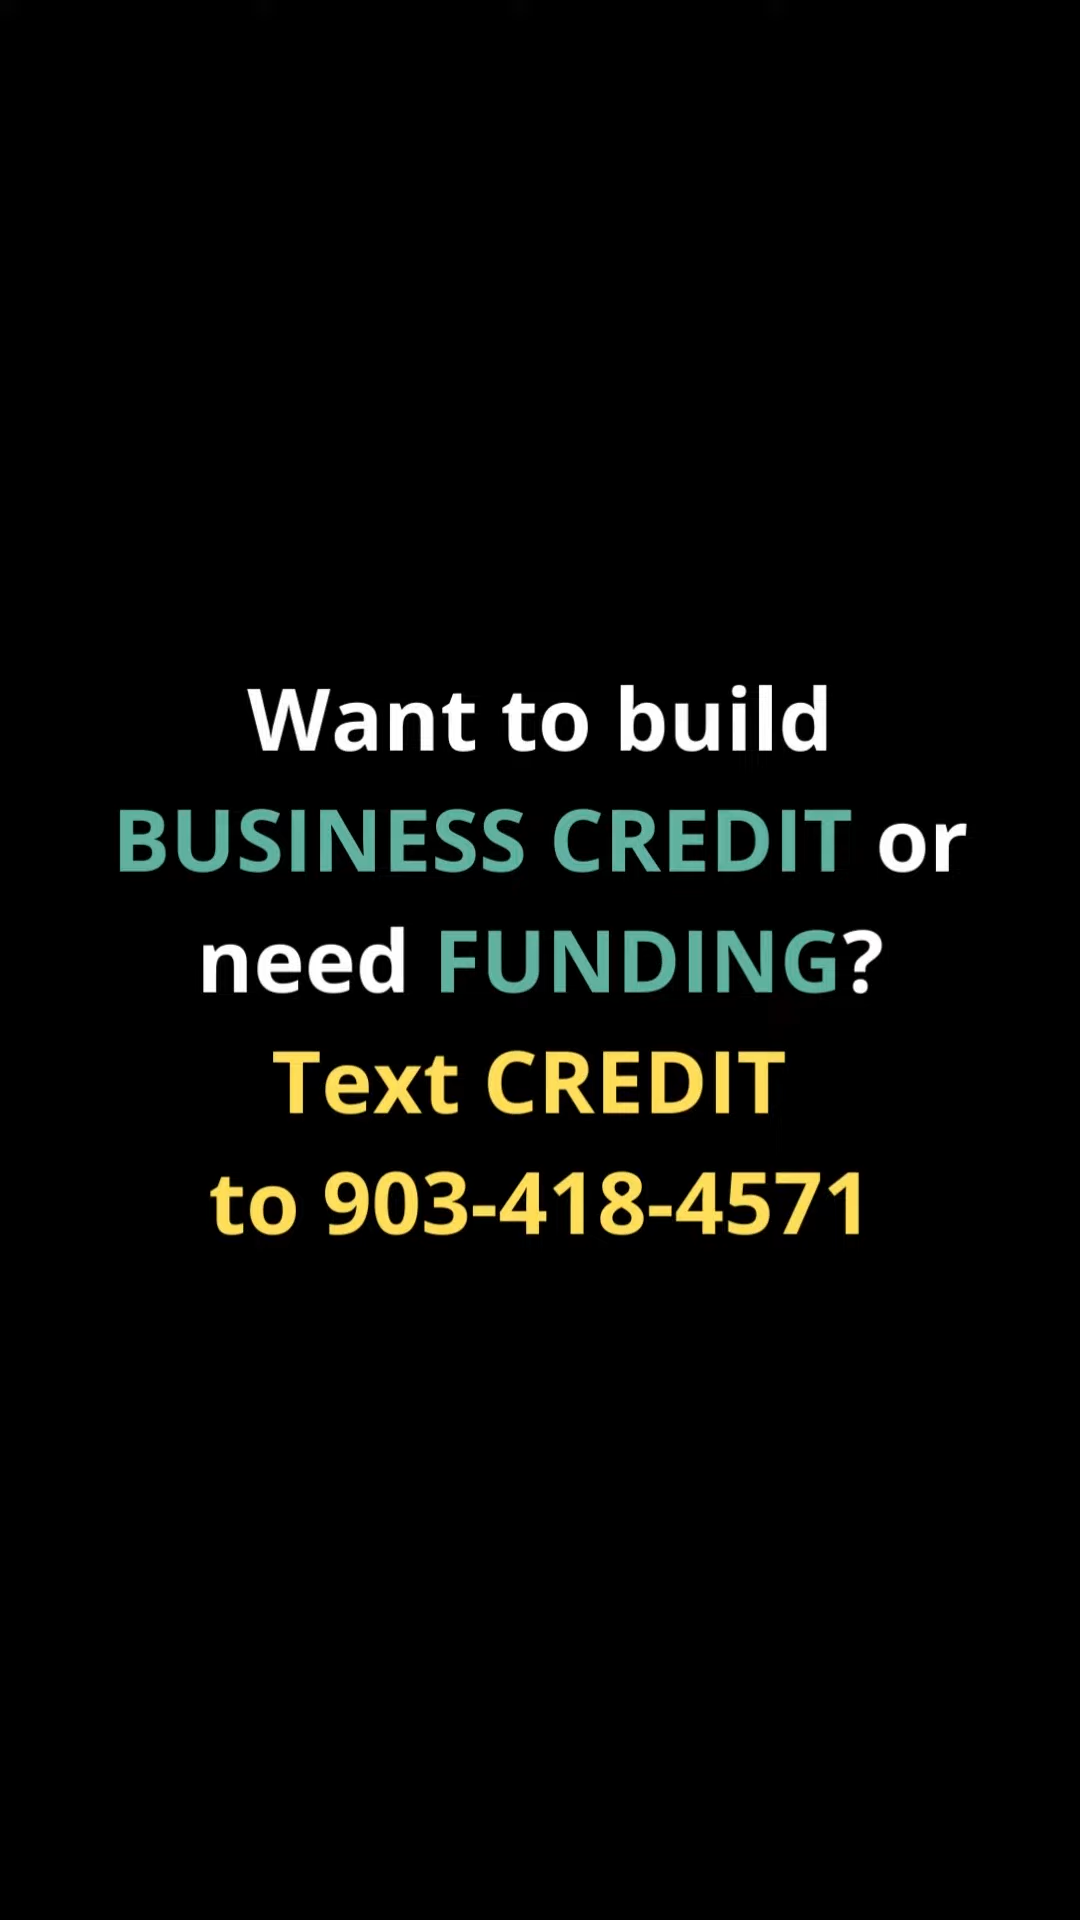 Want to build
BUSINESS CREDIT or
need FUNDING?
Text CREDIT
to 903-418-4571